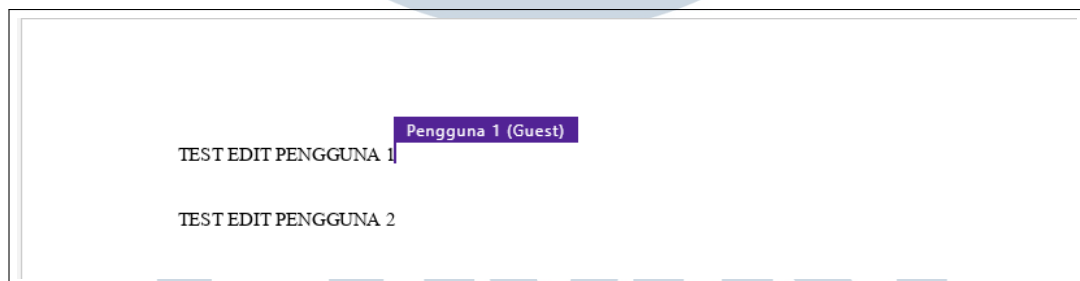 Pengguna 1 (Guest)
TEST EDIT PENGGUNA 1
TEST EDIT PENGGUNA 2